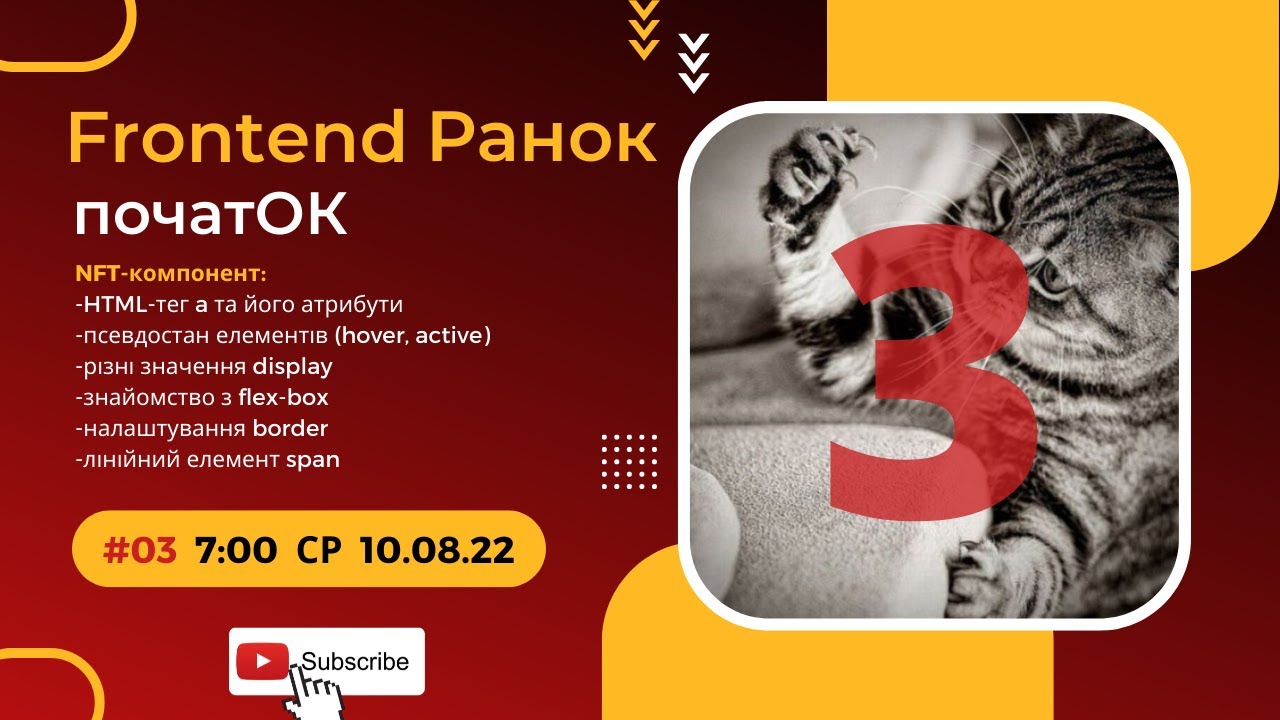 Frontend Ранок
початОК
NFT-компонент:
-HTML-тег a та його атрибути
-псевдостан елементів (hover, active)
-різні значення display
-знайомство з flex-box
-налаштування border
-лінійний елемент span
#03 7:00 СР 10.08.22
Subscribe
3